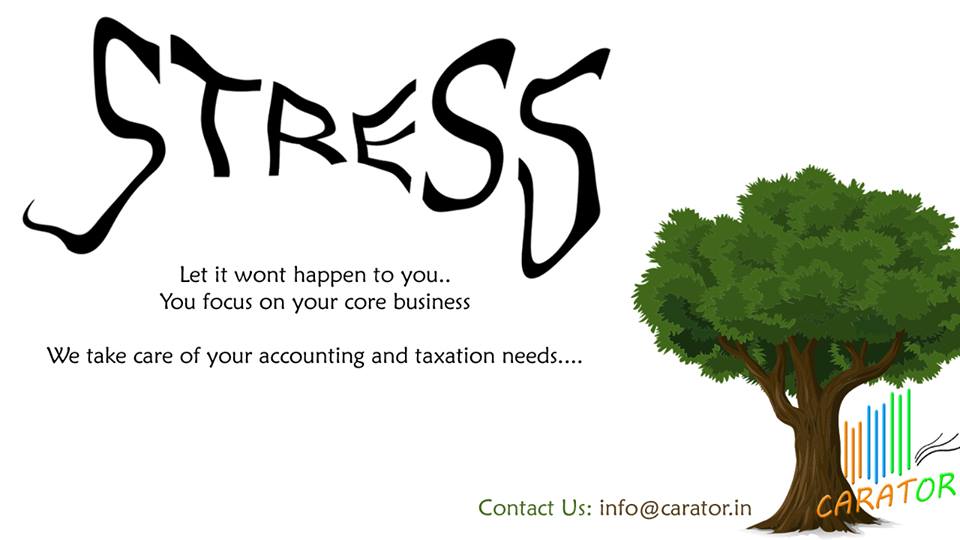 STRESS
Let it wont happen to you..
You focus on your core business
We take care of your accounting and taxation needs....
Contact Us: info@carator.in
CARATOR